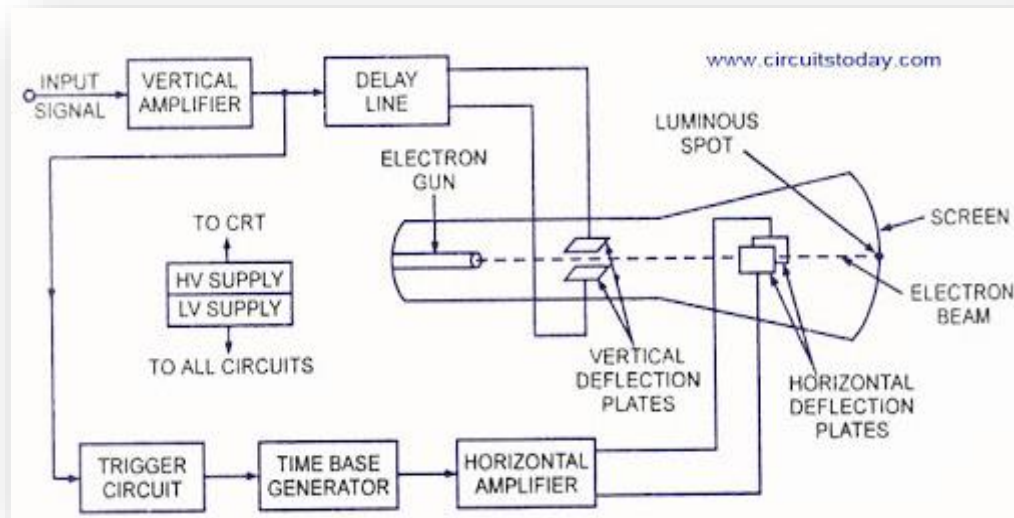 www.circuitstoday.com
INPUT
SIGNAL
VERTICAL
AMPLIFIER
DELAY
LINE
LUMINOUS
SPOT
ELECTRON
GUN
SCREEN
TO CRT
HV SUPPLY
LV SUPPLY
TO ALL CIRCUITS
ELECTRON
BEAM
VERTICAL
DEFLECTION
PLATES
HORIZONTAL
DEFLECTION
PLATES
TRIGGER
CIRCUIT
TIME BASE
GENERATOR
HORIZONTAL
AMPLIFIER